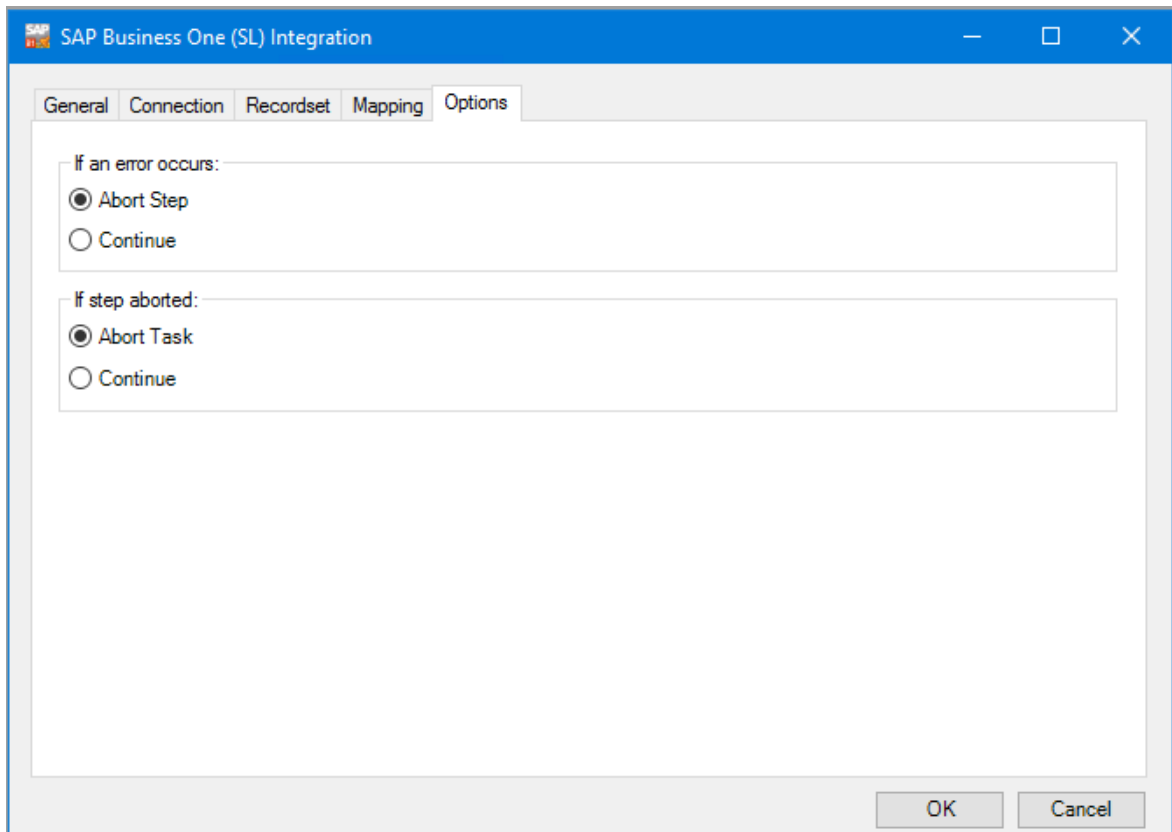 SAP Business One (SL) Integration
General Connection Recordset Mapping Options
If an error occurs:
Abort Step
Continue
If step aborted:
Abort Task
Continue
OK Cancel